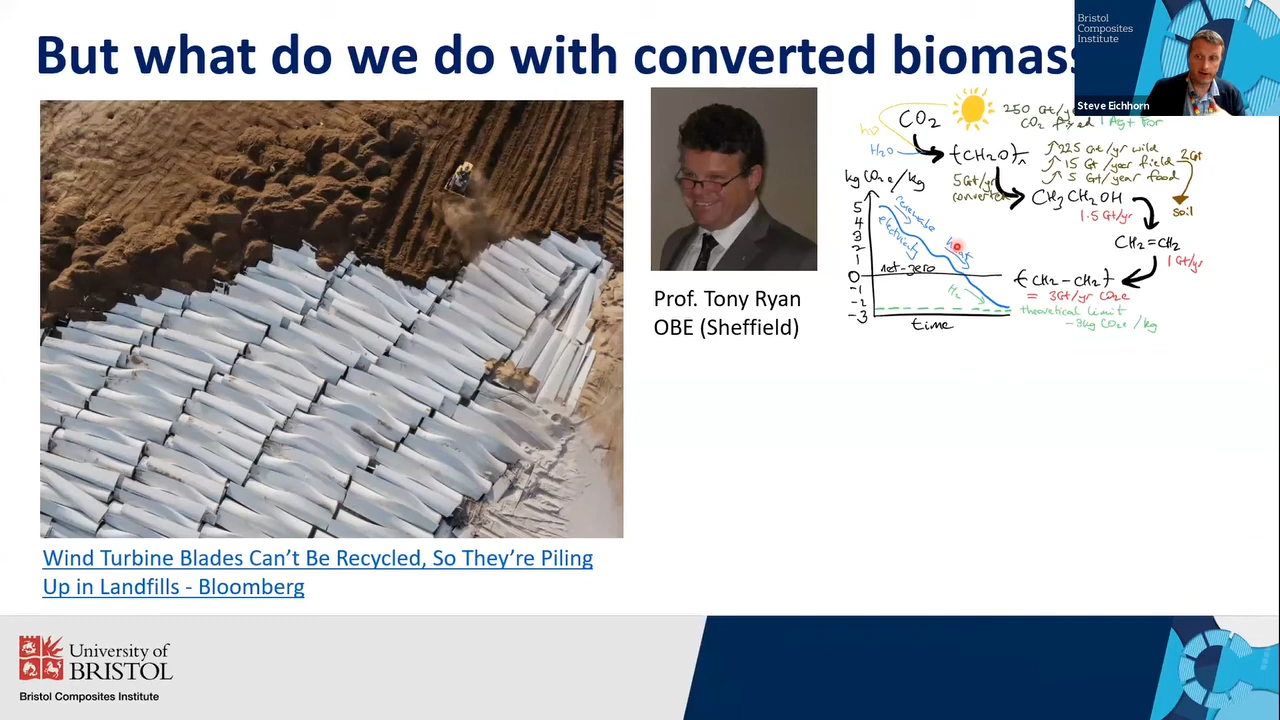 But what do we do with converted biomass
Bristol
Composites
Institute
Steve Eichhorn
Prof. Tony Ryan
OBE (Sheffield)
CO2
250 Gt/y
CO2 fixed
hν
H2O
{CH2O}n
225 Gt/yr wild
15 Gt/year field
5 Gt/year food
2Gt
soil
5Gt/yr
converted
CH3CH2OH
1.5 Gt/yr
CH2=CH2
1Gt/yr
{CH2-CH2}
= 3Gt/yr CO2e
theoretical limit
-3kg CO2e/kg
kg CO2e/kg
5
4
3
2
1
0
-1
-2
-3
renewable
electricity
heat
net-zero
H2
time
Wind Turbine Blades Can't Be Recycled, So They're Piling
Up in Landfills - Bloomberg
University of
BRISTOL
Bristol Composites Institute